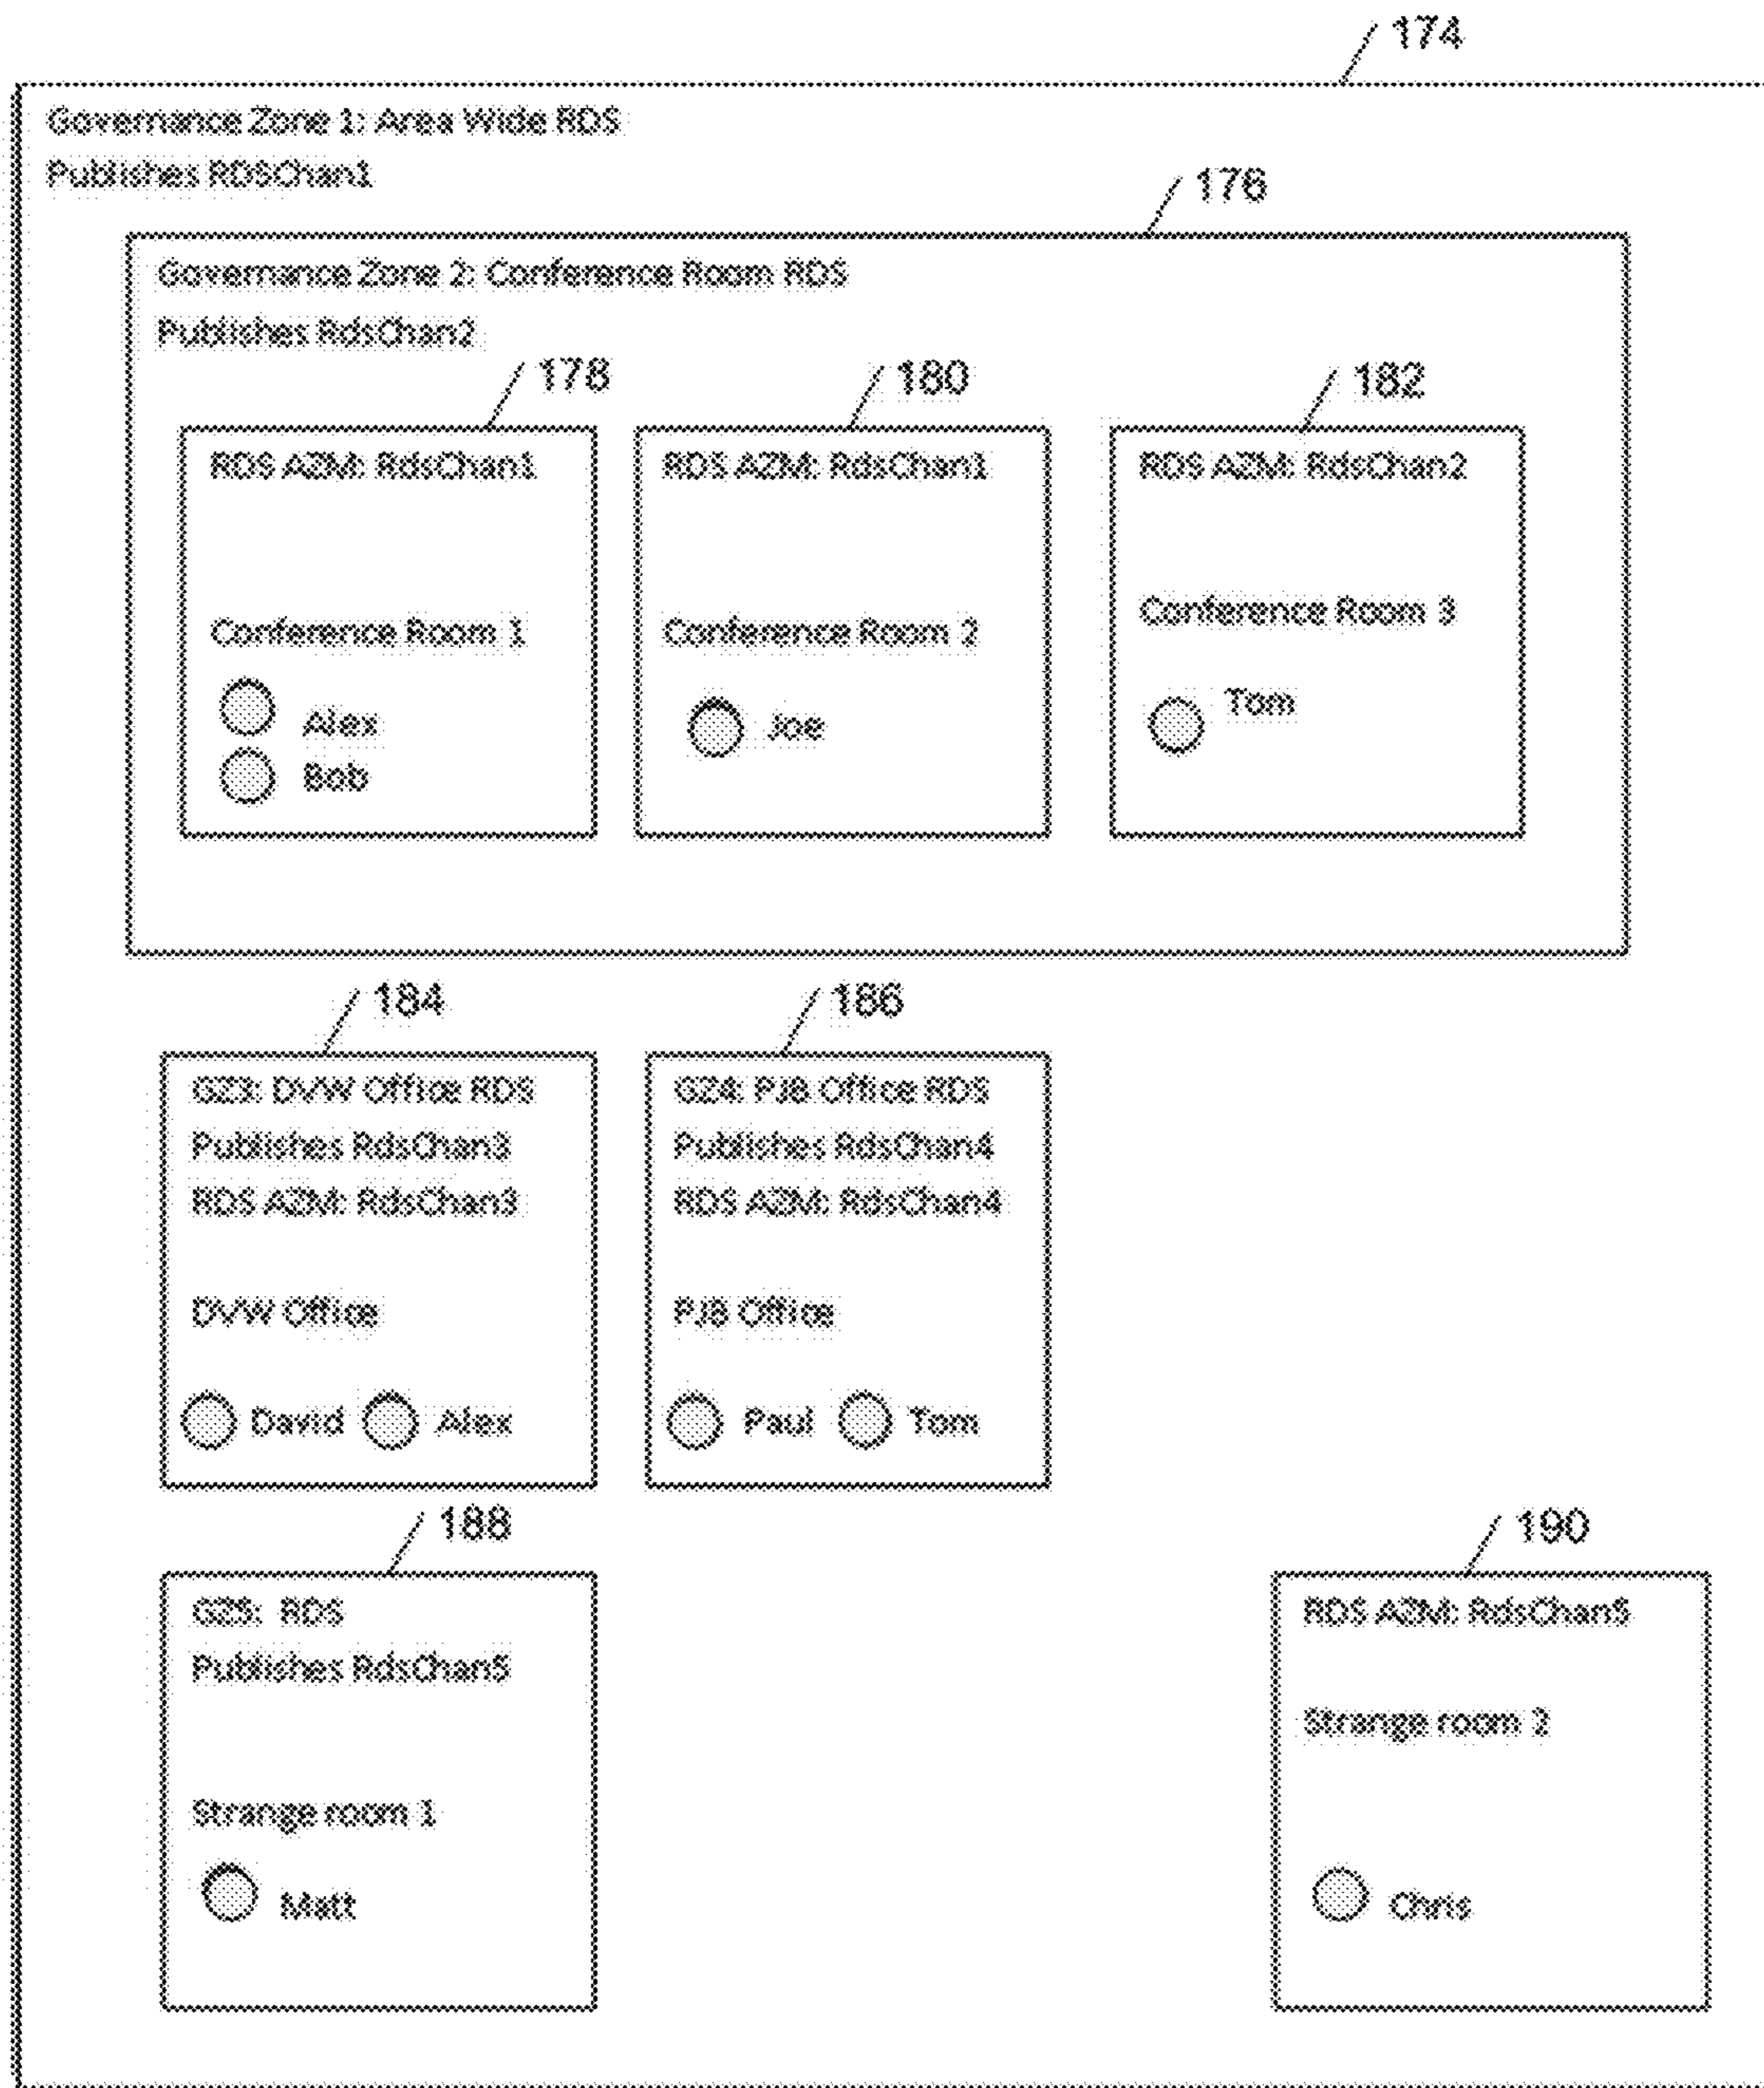 174
Governance Zone 1: Area Wide RDS
Publishes RDSChan1
176
Governance Zone 2: Conference Room RDS
Publishes RdsChan2
178
180
182
RDS AZM: RdsChan1
RDS AZM: RdsChan1
RDS AZM: RdsChan2
Conference Room 1
Conference Room 2
Conference Room 3
Alex
Bob
Joe
Tom
184
186
GZ3: DVW Office RDS
Publishes RdsChan3
RDS AZM: RdsChan3
DVW Office
David
Alex
GZ4: PJB Office RDS
Publishes RdsChan4
RDS AZM: RdsChan4
PJB Office
Paul
Tom
188
190
GZ5: RDS
Publishes RdsChan5
Strange room 1
Matt
RDS AZM: RdsChan5
Strange room 2
Chris